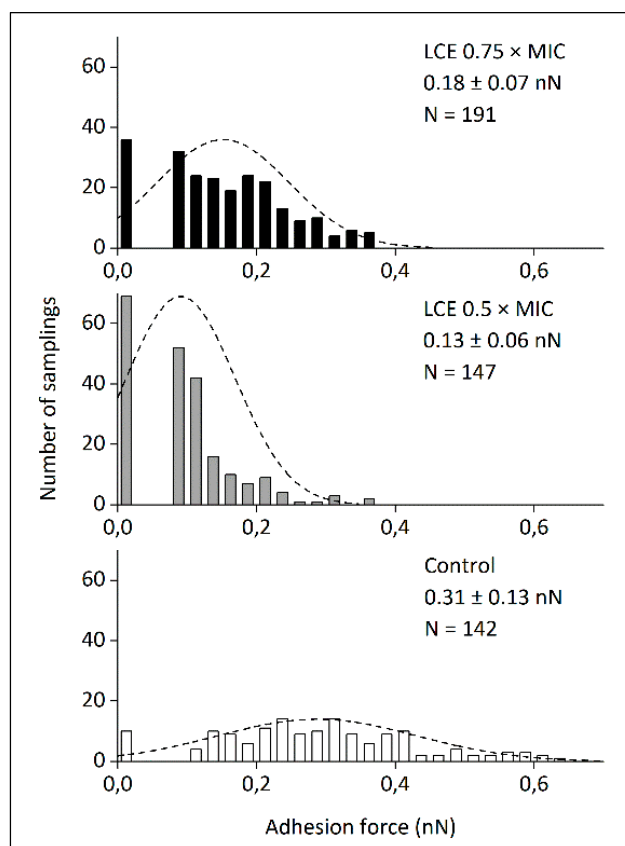 60
40
20
0
LCE 0.75 × MIC
0.18 ± 0.07 nN
N = 191
0,0 0,2 0,4 0,6
60
40
20
0
LCE 0.5 × MIC
0.13 ± 0.06 nN
N = 147
0,0 0,2 0,4 0,6
Number of samplings
60
40
20
0
Control
0.31 ± 0.13 nN
N = 142
0,0 0,2 0,4 0,6
Adhesion force (nN)